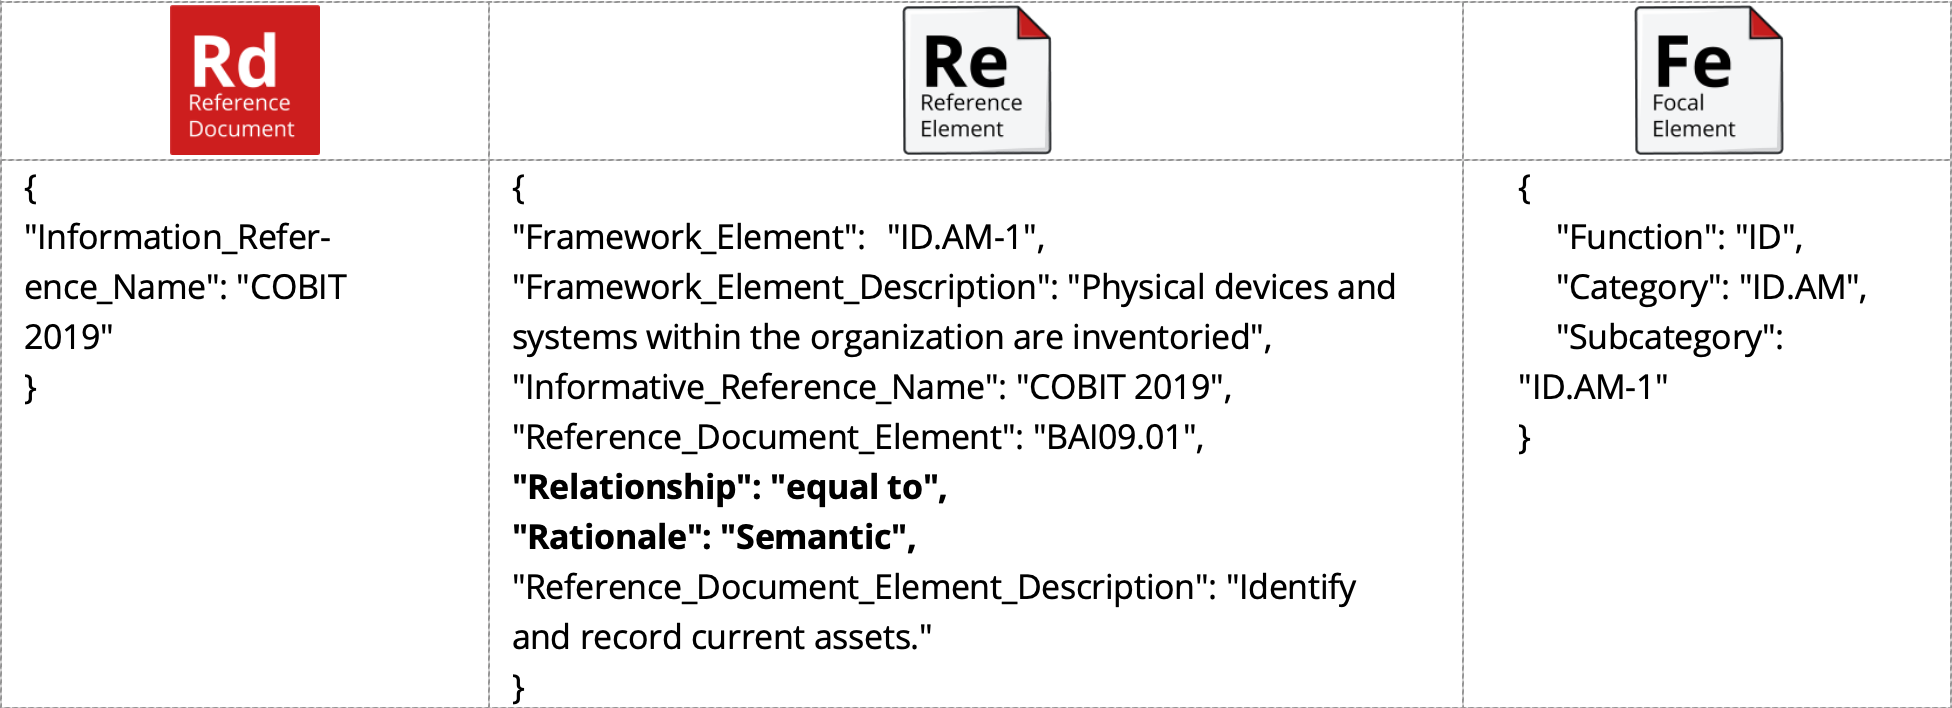 Rd
Reference
Document
Re
Reference
Element
Fe
Focal
Element
{
"Information_Refer-
ence_Name": "COBIT
2019"
}
{
"Framework_Element": "ID.AM-1",
"Framework_Element_Description": "Physical devices and
systems within the organization are inventoried",
"Informative_Reference_Name": "COBIT 2019",
"Reference_Document_Element": "BAI09.01",
"Relationship": "equal to",
"Rationale": "Semantic",
"Reference_Document_Element_Description": "Identify
and record current assets."
}
{
"Function": "ID",
"Category": "ID.AM",
"Subcategory":
"ID.AM-1"
}